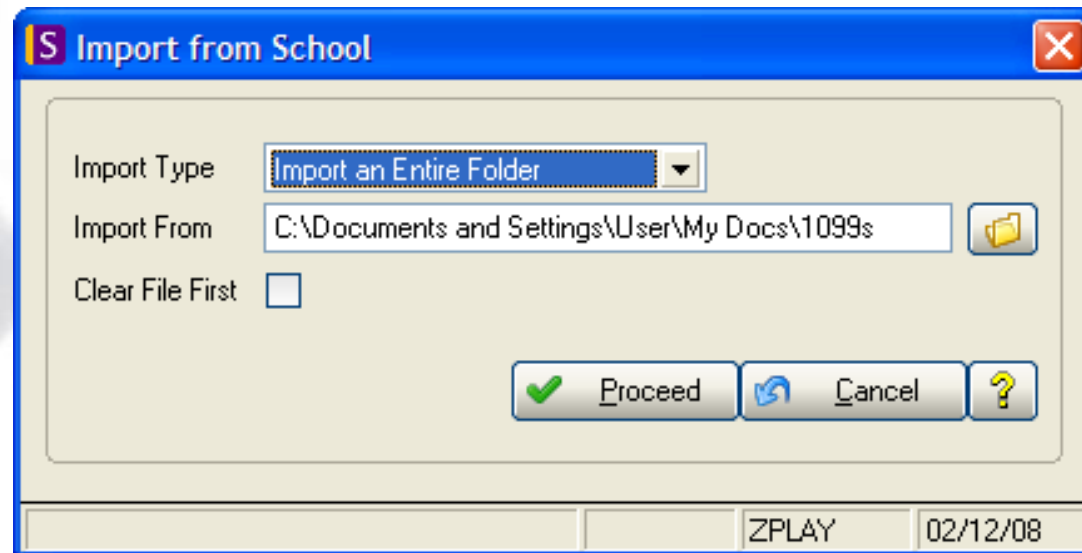 S Import from School
Import Type Import an Entire Folder
Import From C:\Documents and Settings\User\My Docs\1099s
Clear File First
Proceed Cancel ?
ZPLAY 02/12/08